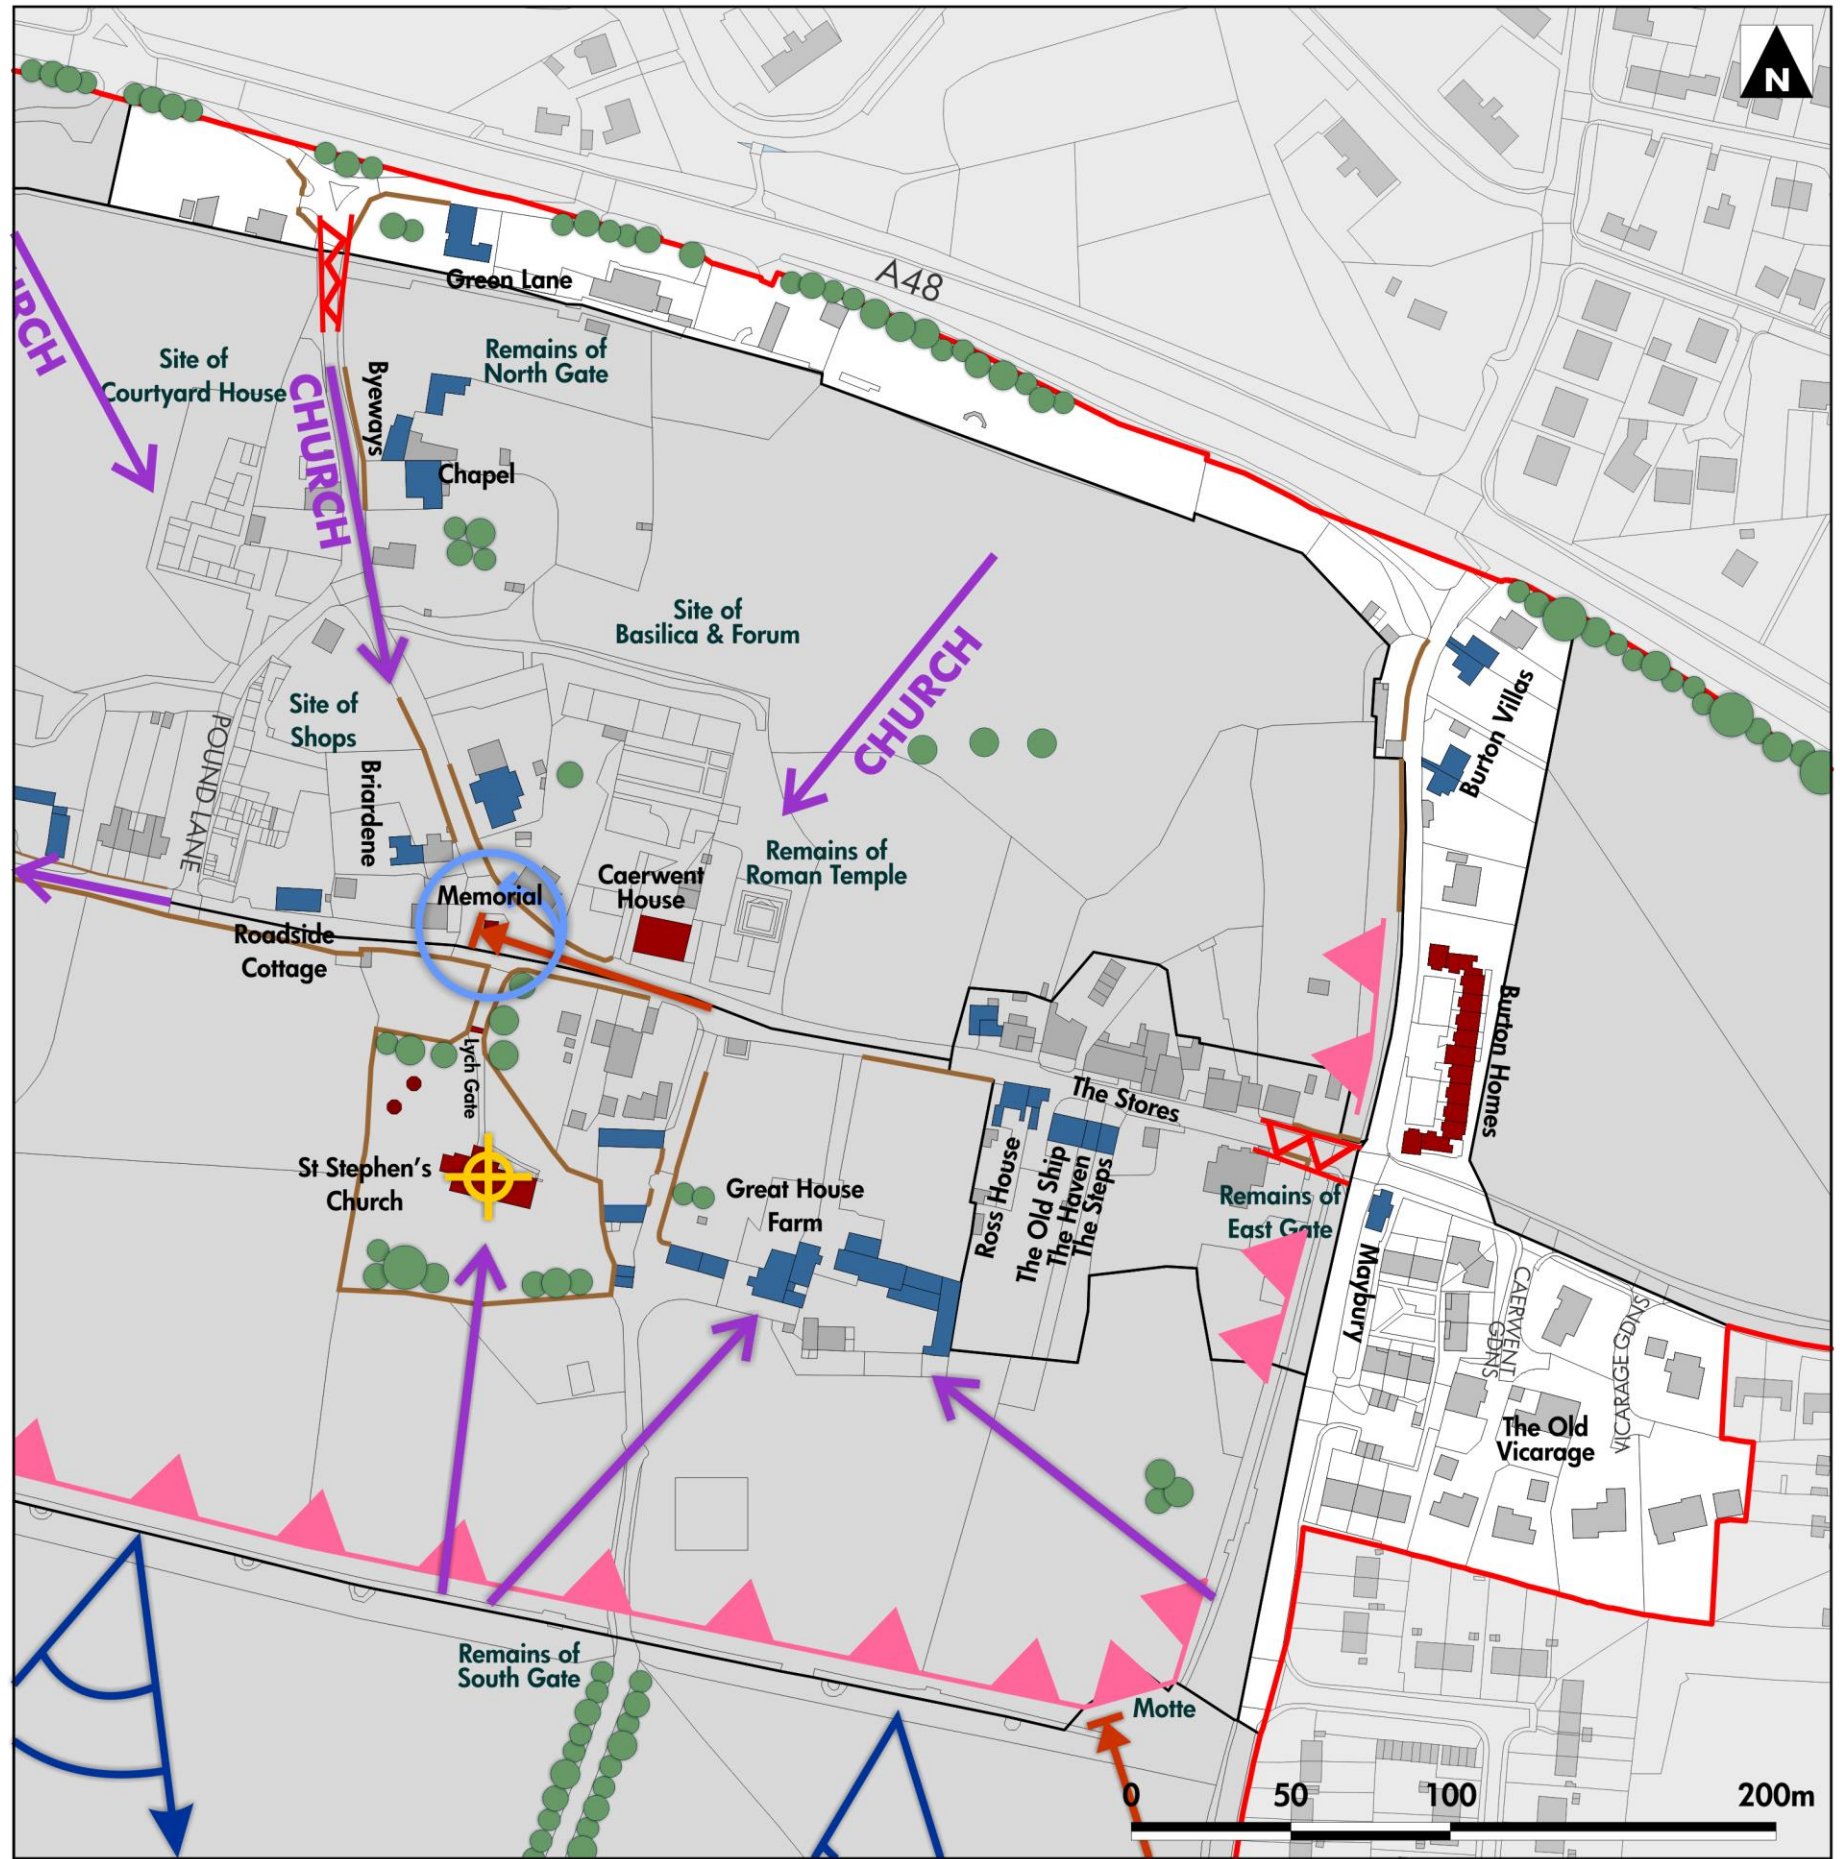 N
A48
Green Lane
CHURCH
Site of
Courtyard House
CHURCH
Byeways
Remains of
North Gate
Chapel
Site of
Basilica & Forum
CHURCH
Site of
Shops
POUND LANE
Briardene
Burton Villas
Memorial
Caerwent
House
Remains of
Roman Temple
Roadside
Cottage
Lych Gate
The Stores
Burton Homes
St Stephen's
Church
Great House
Farm
Ross House
The Old Ship
The Haven
The Steps
Remains of
East Gate
Maybury
CAERWENT
GDNS
VICARAGE GDNS
The Old
Vicarage
Remains of
South Gate
Motte
0 50 100 200m